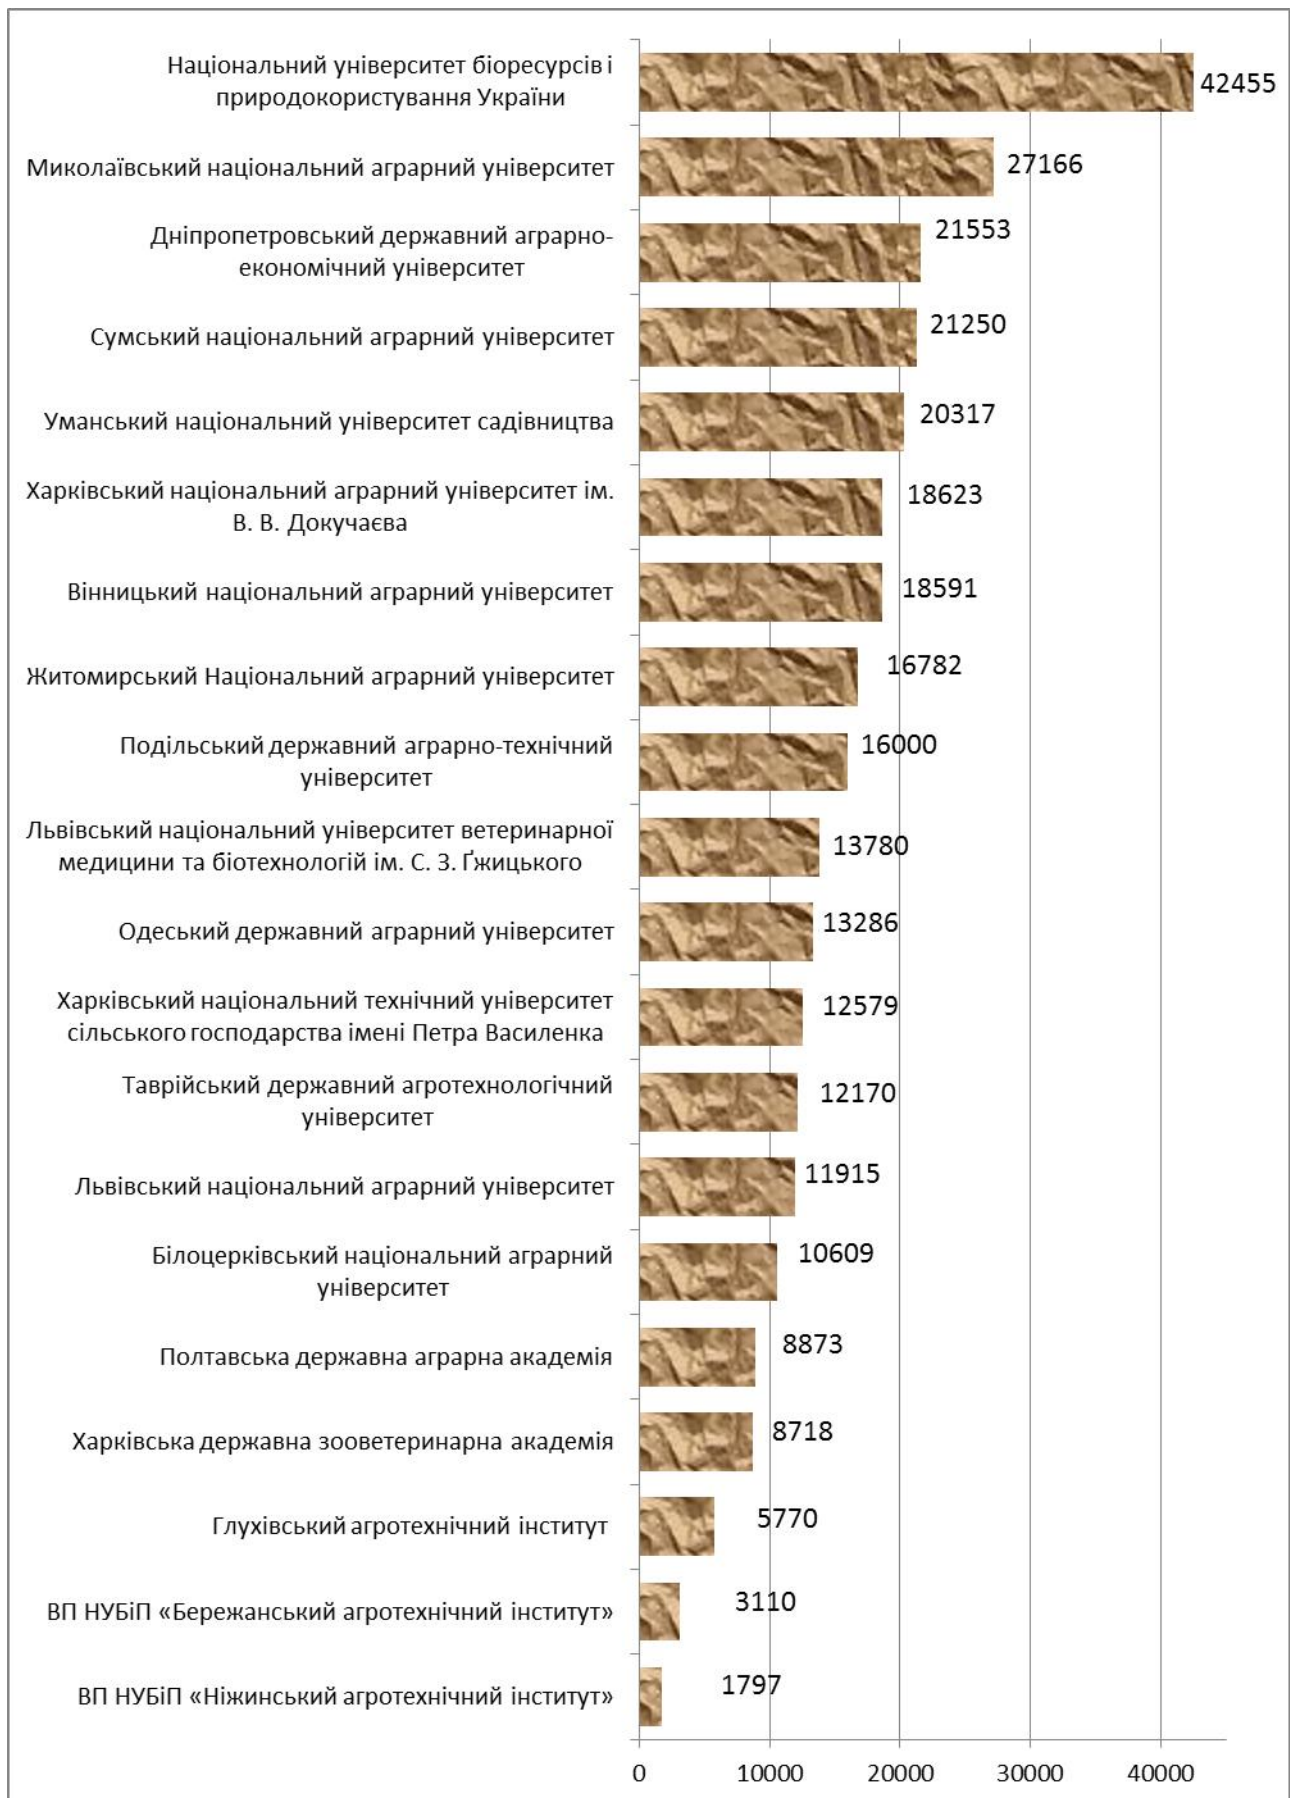 Національний університет біоресурсів і
природокористування України
42455
Миколаївський національний аграрний університет
27166
Дніпропетровський державний аграрно-
економічний університет
21553
Сумський національний аграрний університет
21250
Уманський національний університет садівництва
20317
Харківський національний аграрний університет ім.
В. В. Докучаєва
18623
Вінницький національний аграрний університет
18591
Житомирський Національний аграрний університет
16782
Подільський державний аграрно-технічний
університет
16000
Львівський національний університет ветеринарної
медицини та біотехнологій ім. С. З. Ґжицького
13780
Одеський державний аграрний університет
13286
Харківський національний технічний університет
сільського господарства імені Петра Василенка
12579
Таврійський державний агротехнологічний
університет
12170
Львівський національний аграрний університет
11915
Білоцерківський національний аграрний
університет
10609
Полтавська державна аграрна академія
8873
Харківська державна зооветеринарна академія
8718
Глухівський агротехнічний інститут
5770
ВП НУБіП «Бережанський агротехнічний інститут»
3110
ВП НУБіП «Ніжинський агротехнічний інститут»
1797
0 10000 20000 30000 40000